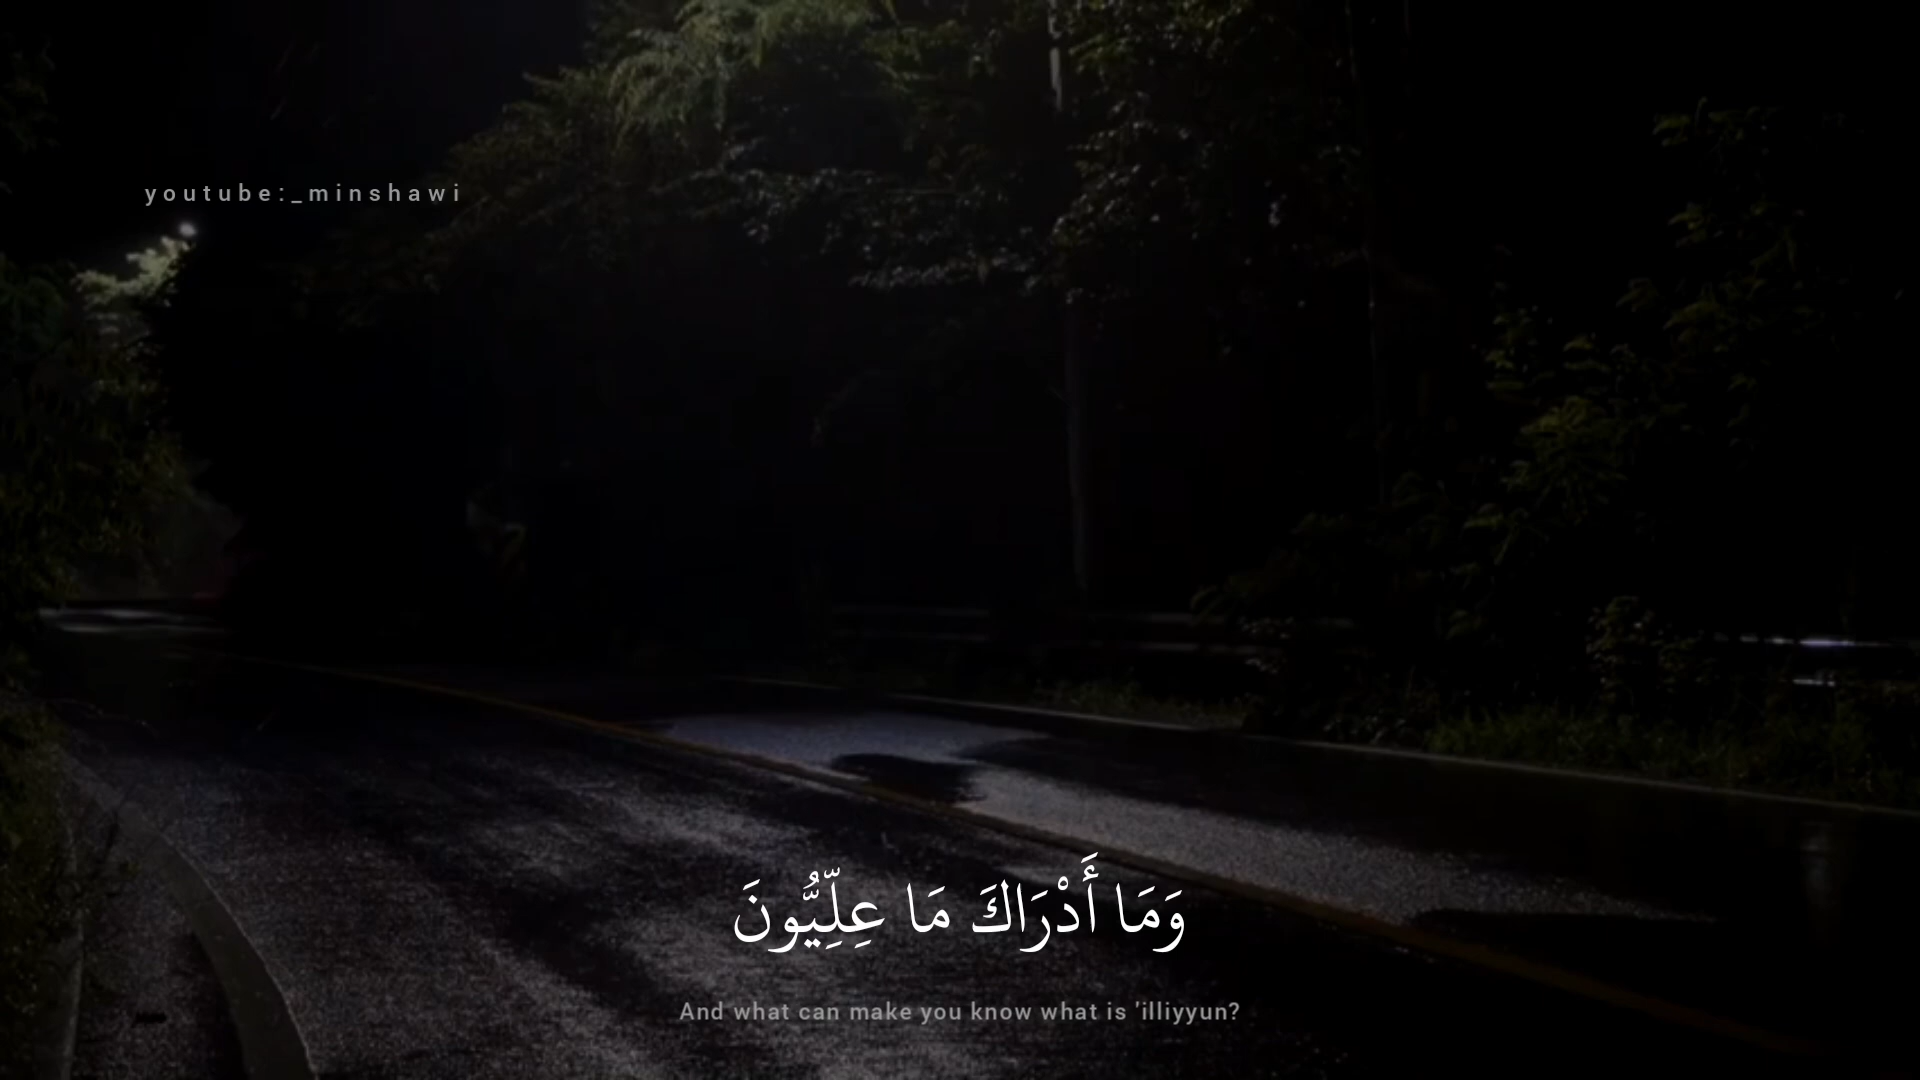 youtube:_minshawi
وَمَا أَدْرَاكَ مَا عِلِّيُّونَ
And what can make you know what is 'illiyyun?